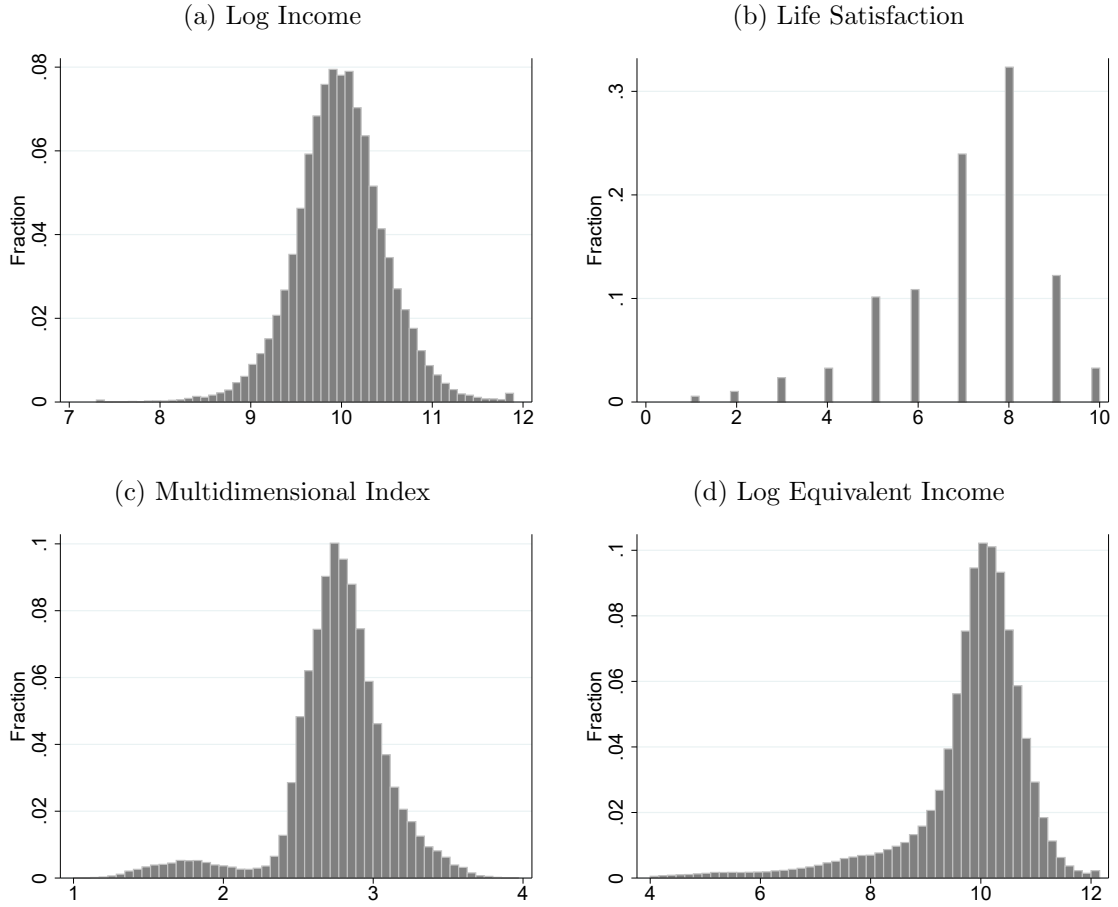 (a) Log Income
Fraction
0 .02 .04 .06 .08
7 8 9 10 11 12
(b) Life Satisfaction
Fraction
0 .1 .2 .3
0 2 4 6 8 10
(c) Multidimensional Index
Fraction
0 .02 .04 .06 .08 .1
1 2 3 4
(d) Log Equivalent Income
Fraction
0 .02 .04 .06 .08 .1
4 6 8 10 12